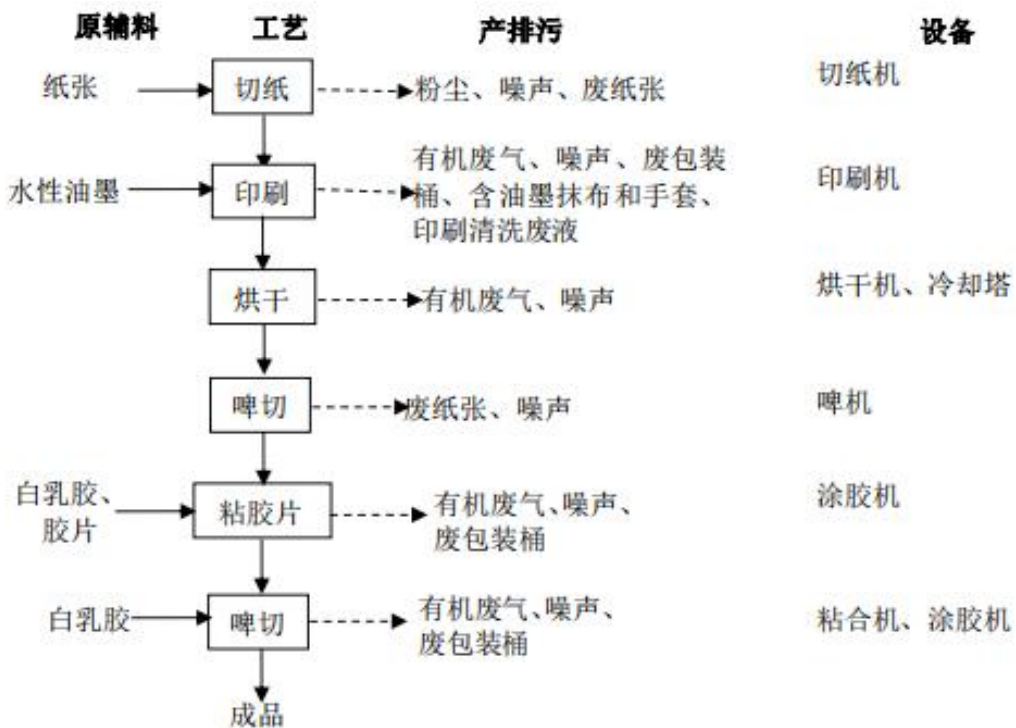 原辅料 工艺 产排污 设备
纸张 切纸 粉尘、噪声、废纸张 切纸机
有机废气、噪声、废包装
水性油墨 印刷 桶、含油墨抹布和手套、 印刷机
印刷清洗废液
烘干 有机废气、噪声 烘干机、冷却塔
啤切 废纸张、噪声 啤机
白乳胶、
胶片 粘胶片 有机废气、噪声、 涂胶机
废包装桶
白乳胶 啤切 有机废气、噪声、 粘合机、涂胶机
废包装桶
成品